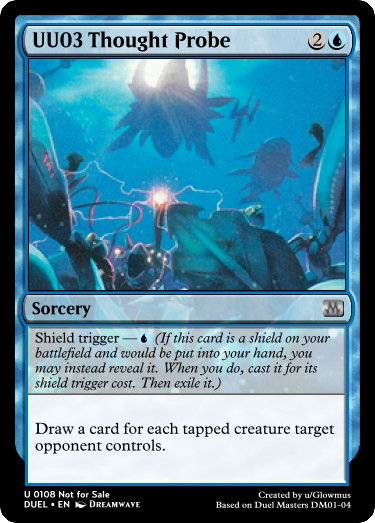 UU03 Thought Probe 2
Sorcery
Shield trigger — (If this card is a shield on your
battlefield and would be put into your hand, you
may instead reveal it. When you do, cast it for its
shield trigger cost. Then exile it.)
Draw a card for each tapped creature target
opponent controls.
U 0108 Not for Sale
DUEL • EN DREAMWAVE
Created by u/Glowmus
Based on Duel Masters DM01-04